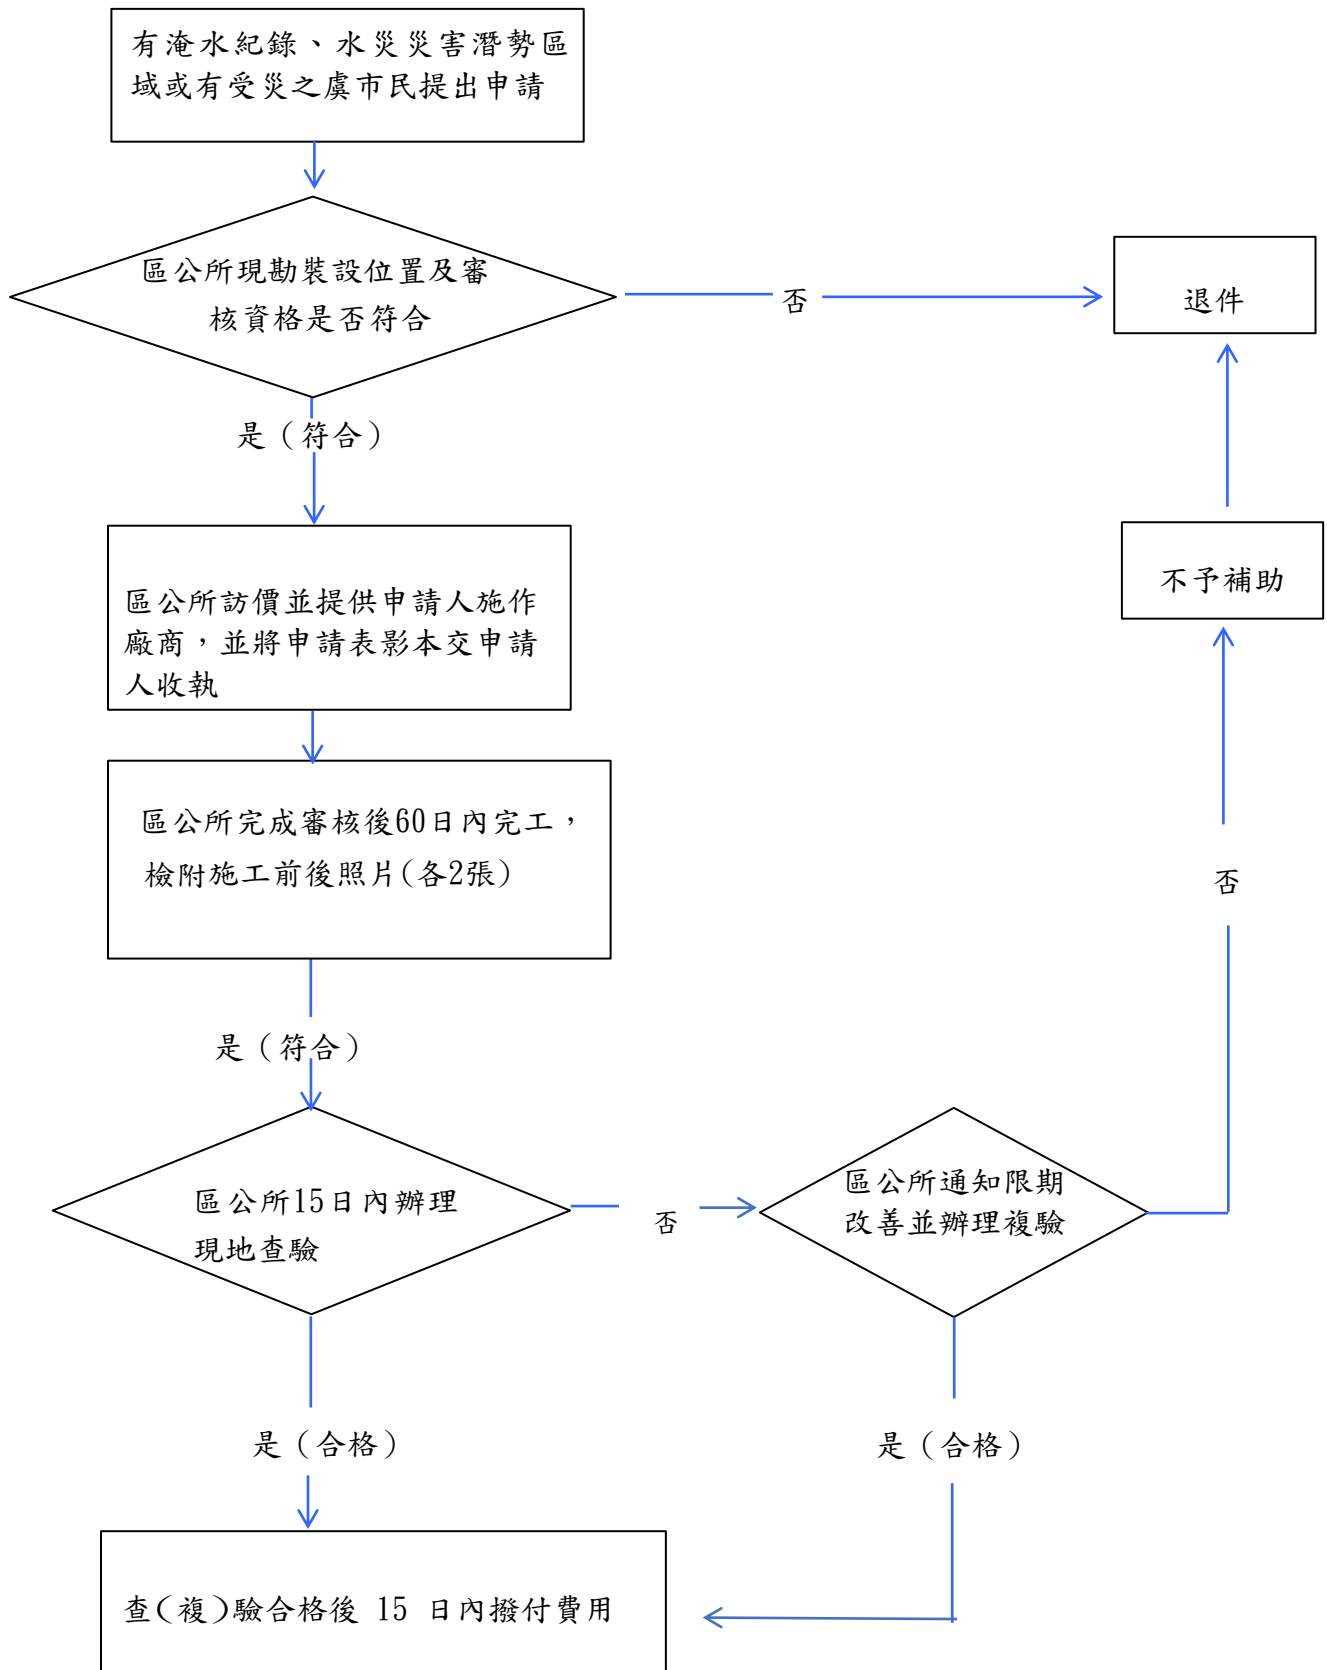 有淹水紀錄、水災災害潛勢區
域或有受災之虞市民提出申請
區公所現勘裝設位置及審
核資格是否符合
否
退件
是（符合）
區公所訪價並提供申請人施作
廠商，並將申請表影本交申請
人收執
不予補助
區公所完成審核後60日內完工，
檢附施工前後照片(各2張)
否
是（符合）
區公所15日內辦理
現地查驗
否
區公所通知限期
改善並辦理複驗
是（合格）
是（合格）
查(複)驗合格後 15 日內撥付費用